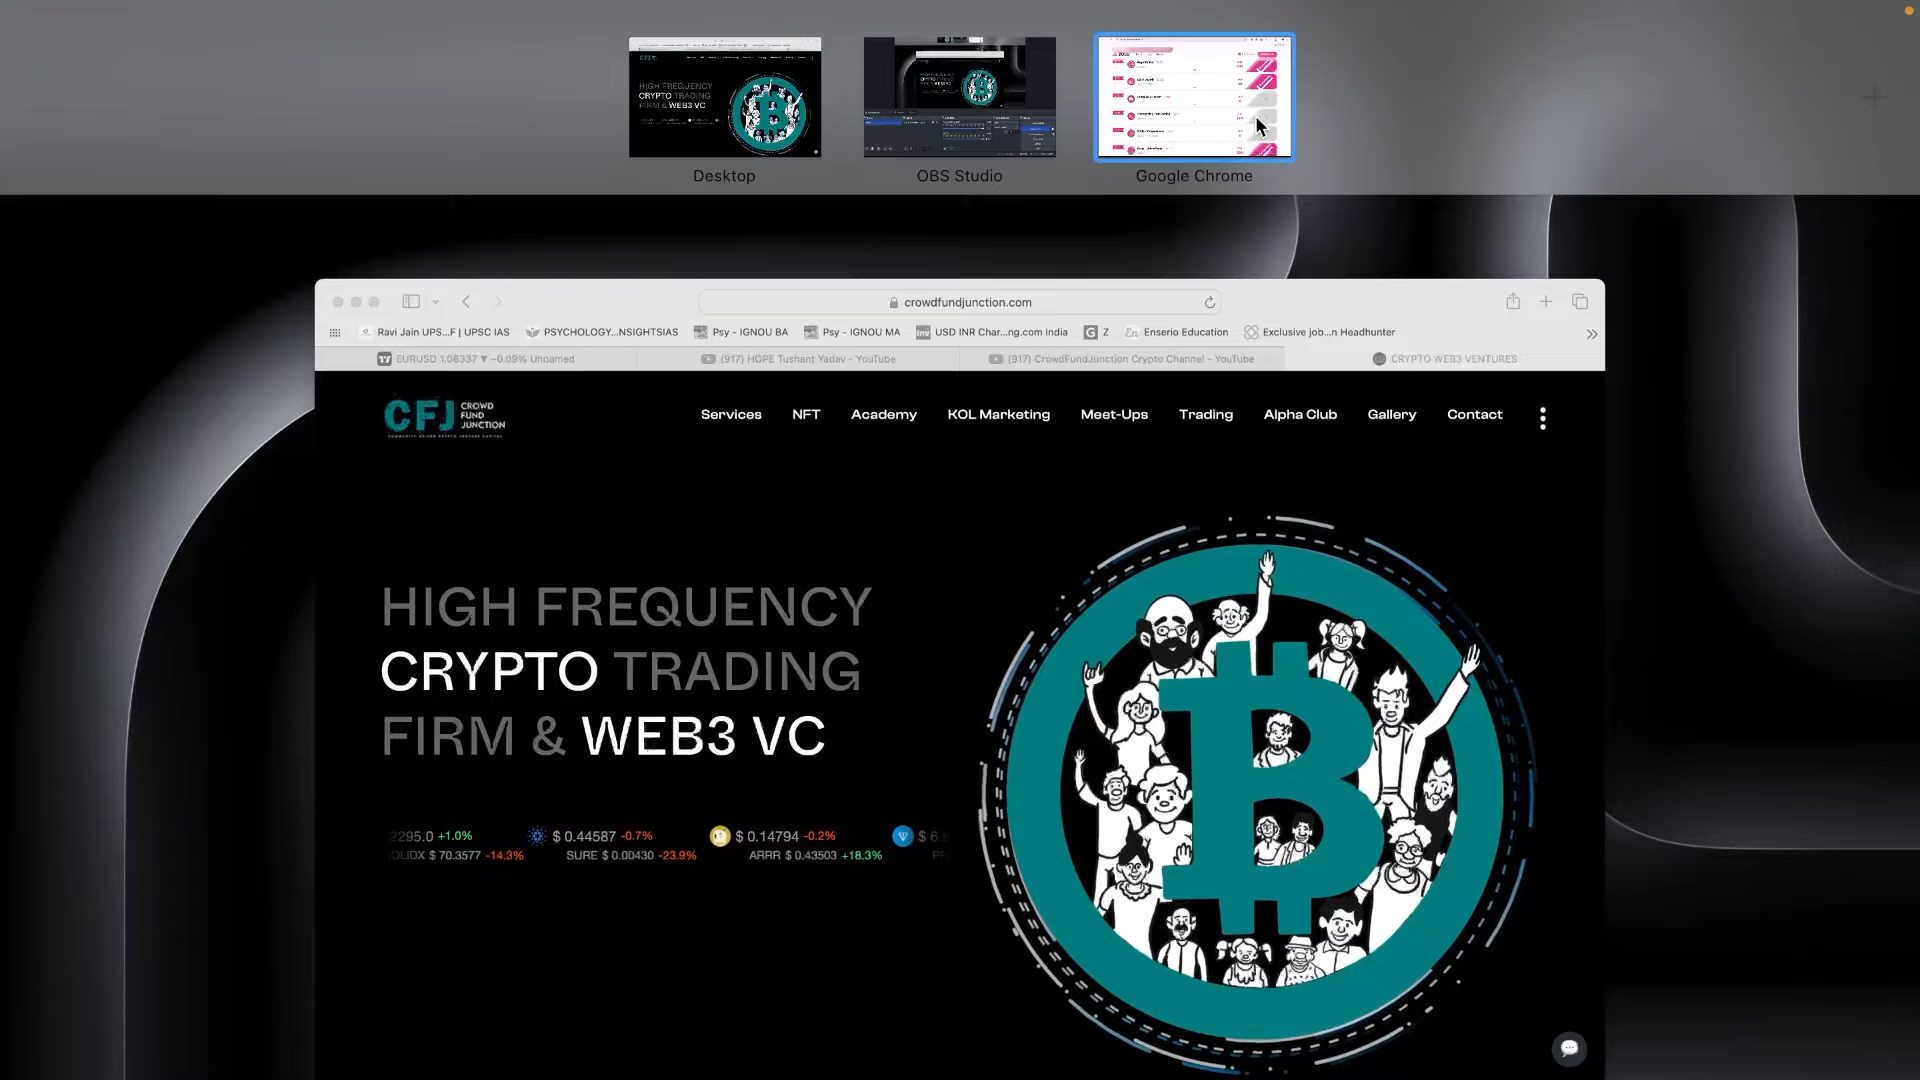 Desktop
OBS Studio
Google Chrome
crowdfundjunction.com
Ravi Jain UPS...F | UPSC IAS
PSYCHOLOGY...NSIGHTSIAS
Psy - IGNOU BA
Psy - IGNOU MA
USD INR Char...ng.com India
Z
Enserio Education
Exclusive job...n Headhunter
EURUSD 1.06337 ▼ −0.09% Unnamed
(917) HOPE Tushant Yadav - YouTube
(917) CrowdFundJunction Crypto Channel - YouTube
CRYPTO WEB3 VENTURES
CFJ CROWD
FUND
JUNCTION
COMMUNITY DRIVEN CRYPTO VENTURE CAPITAL
Services NFT Academy KOL Marketing Meet-Ups Trading Alpha Club Gallery Contact
HIGH FREQUENCY
CRYPTO TRADING
FIRM & WEB3 VC
2295.0 +1.0% $ 0.44587 -0.7% $ 0.14794 -0.2% $ 6.
OLIDX $ 70.3577 -14.3% SURE $ 0.00430 -23.9% ARRR $ 0.43503 +18.3%